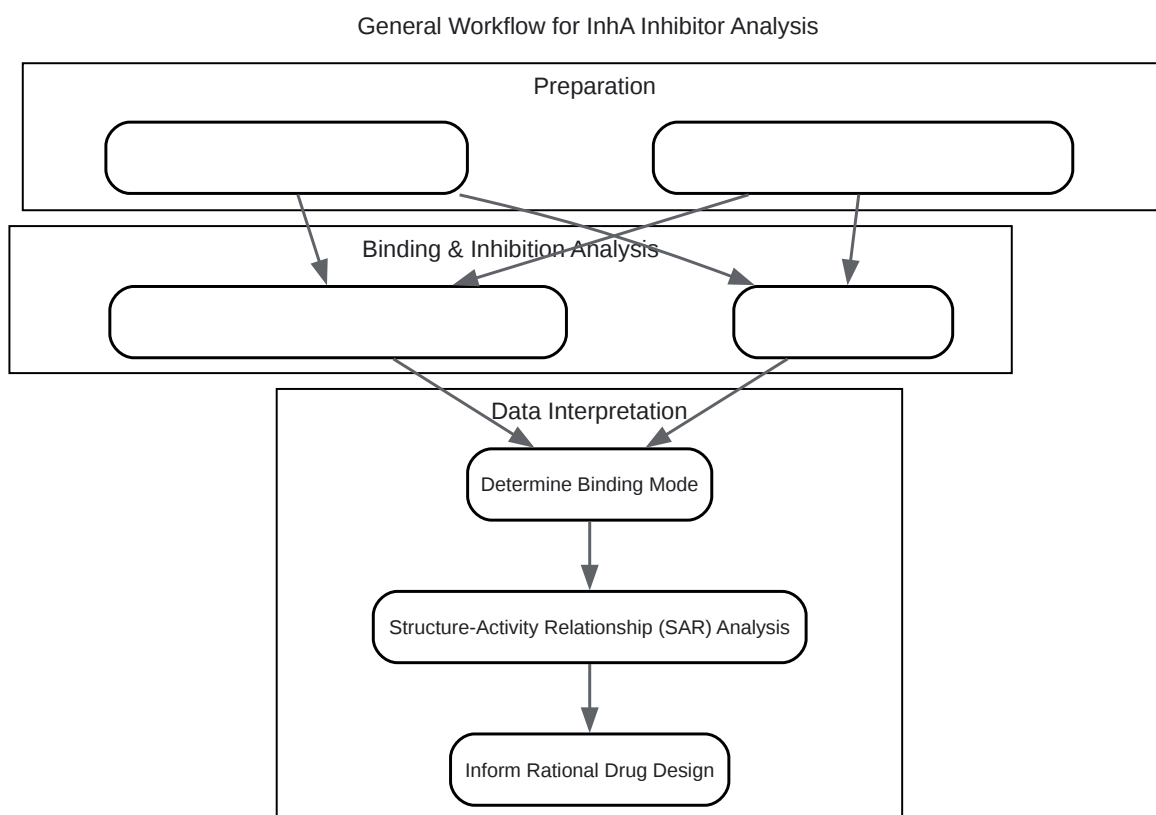 General Workflow for InhA Inhibitor Analysis
Preparation
Binding & Inhibition Analysis
Data Interpretation
Determine Binding Mode
Structure-Activity Relationship (SAR) Analysis
Inform Rational Drug Design